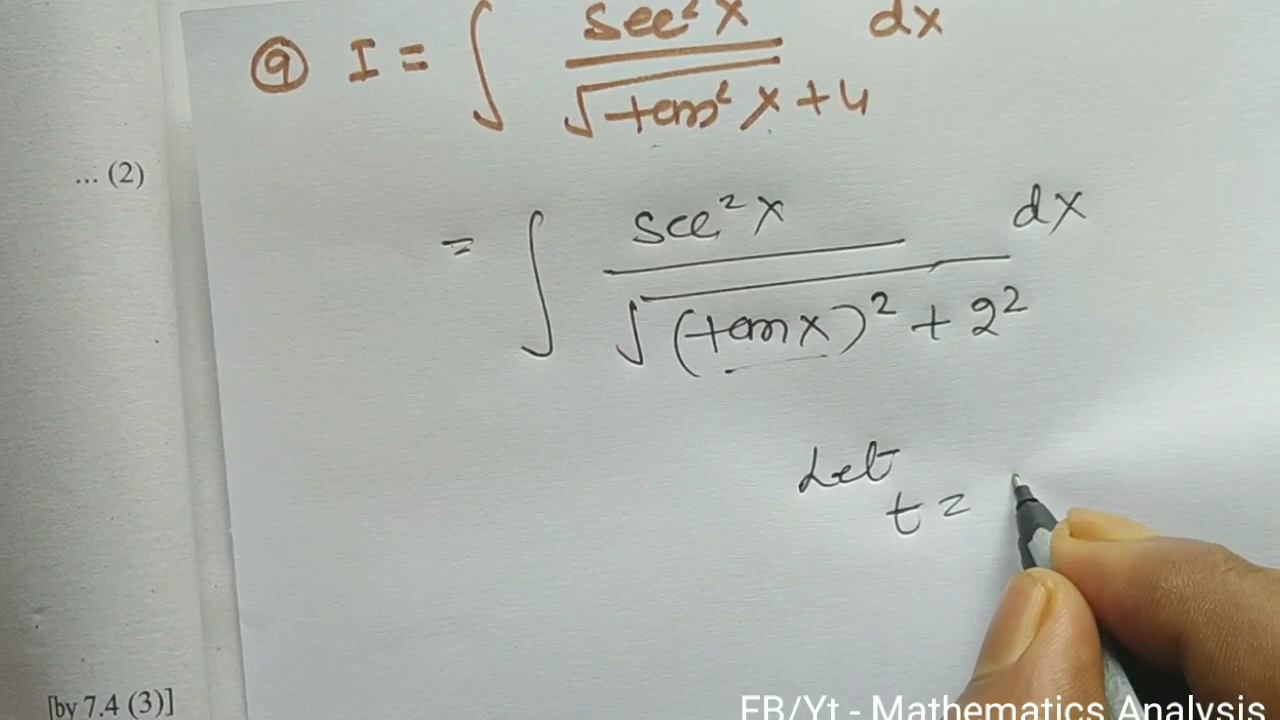 ⑨ I = ∫ sec²x / √tan²x + 4 dx
... (2)
= ∫ sec²x / √(tanx)² + 2² dx
Let
t =
[by 7.4 (3)]
FB/Yt - Mathematics Analysis